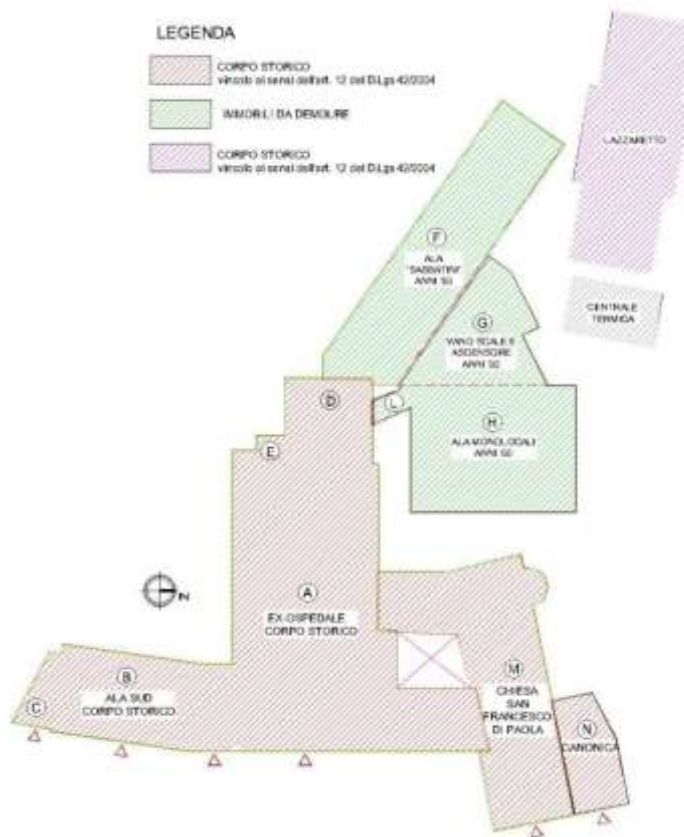 LEGENDA
CORPO STORICO
vincolo ai sensi dell'art. 12 del D.Lgs 42/2004
IMMOBILI DA DEMOLIRE
CORPO STORICO
vincolo ai sensi dell'art. 12 del D.Lgs 42/2004
LAZZARETTO
F
ALA
"SABBATINI"
ANNI 50
CENTRALE
TERMICA
G
VANO SCALE E
ASCENSORE
ANNI 50
D
L
H
ALA MONOLOCALI
ANNI 60
E
N
A
EX-OSPEDALE
CORPO STORICO
B
ALA SUD
CORPO STORICO
C
M
CHIESA
SAN
FRANCESCO
DI PAOLA
N
CANONICA